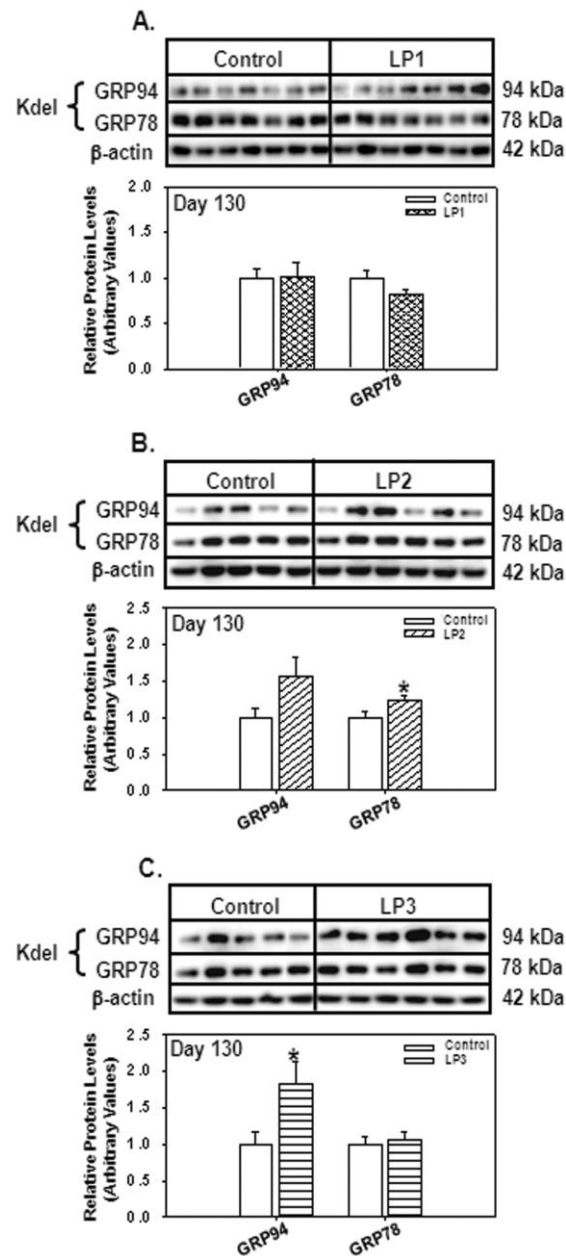 A.
Control LP1
Kdel { GRP94 94 kDa
GRP78 78 kDa
β-actin 42 kDa
Relative Protein Levels
(Arbitrary Values)
2.0
1.5
1.0
0.5
0.0
Day 130
Control
LP1
GRP94 GRP78
B.
Control LP2
Kdel { GRP94 94 kDa
GRP78 78 kDa
β-actin 42 kDa
Relative Protein Levels
(Arbitrary Values)
2.5
2.0
1.5
1.0
0.5
0.0
Day 130
Control
LP2
*
GRP94 GRP78
C.
Control LP3
Kdel { GRP94 94 kDa
GRP78 78 kDa
β-actin 42 kDa
Relative Protein Levels
(Arbitrary Values)
2.5
2.0
1.5
1.0
0.5
0.0
Day 130
Control
LP3
*
GRP94 GRP78